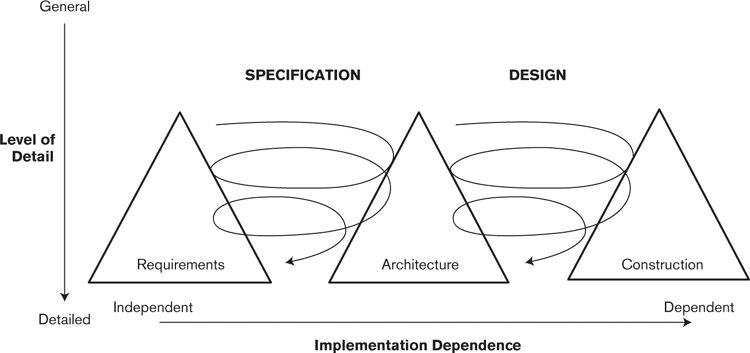 General
SPECIFICATION
DESIGN
Level of
Detail
Requirements
Architecture
Construction
Independent
Dependent
Detailed
Implementation Dependence